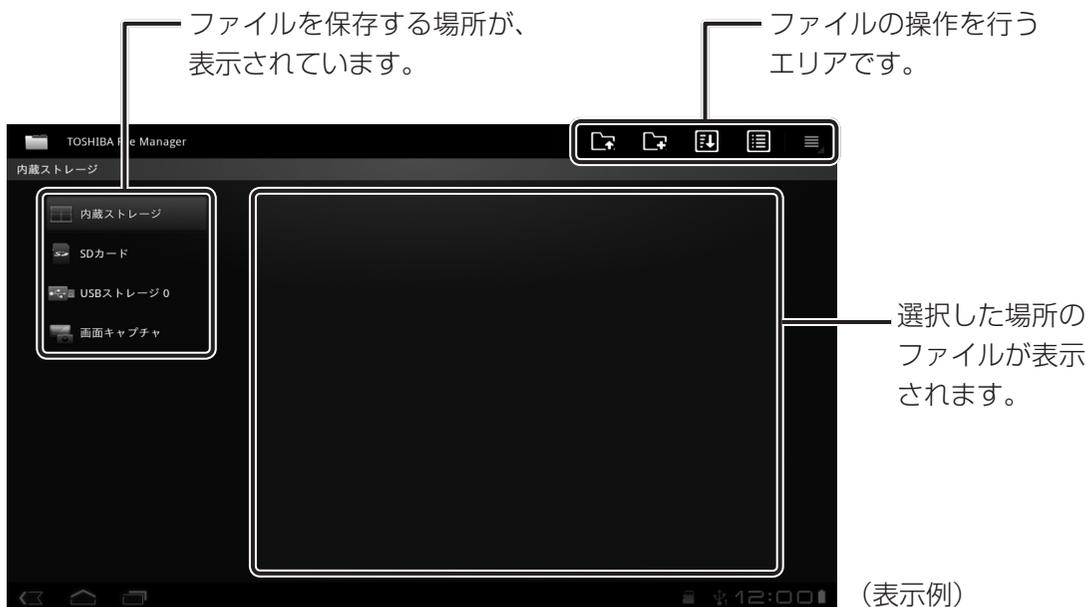 ファイルを保存する場所が、
表示されています。
ファイルの操作を行う
エリアです。
TOSHIBA F e Manager
内蔵ストレージ
内蔵ストレージ
SDカード
USBストレージ 0
画面キャプチャ
選択した場所の
ファイルが表示
されます。
12:00
（表示例）